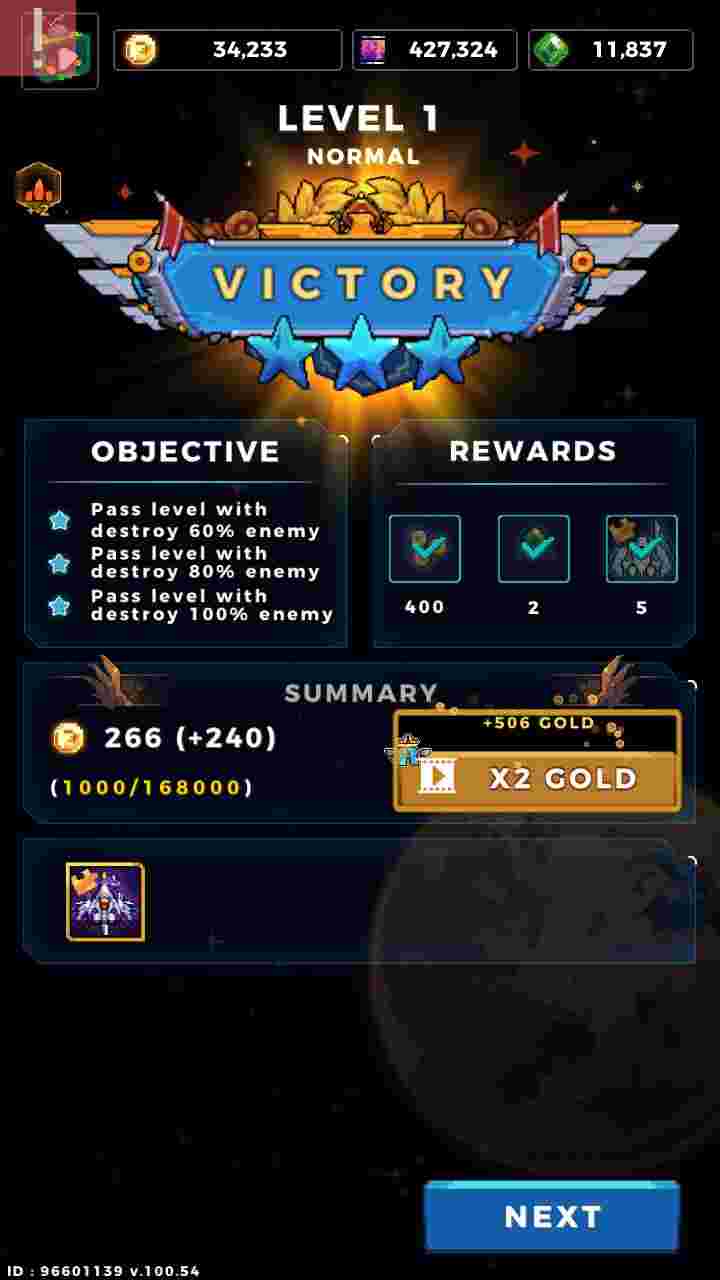 34,233
427,324
11,837
LEVEL 1
NORMAL
+-2
VICTORY
OBJECTIVE
Pass level with
destroy 60% enemy
Pass level with
destroy 80% enemy
Pass level with
destroy 100% enemy
REWARDS
400
2
5
SUMMARY
266 (+240)
(1000/168000)
+506 GOLD
X2 GOLD
NEXT
ID : 96601139 v.100.54